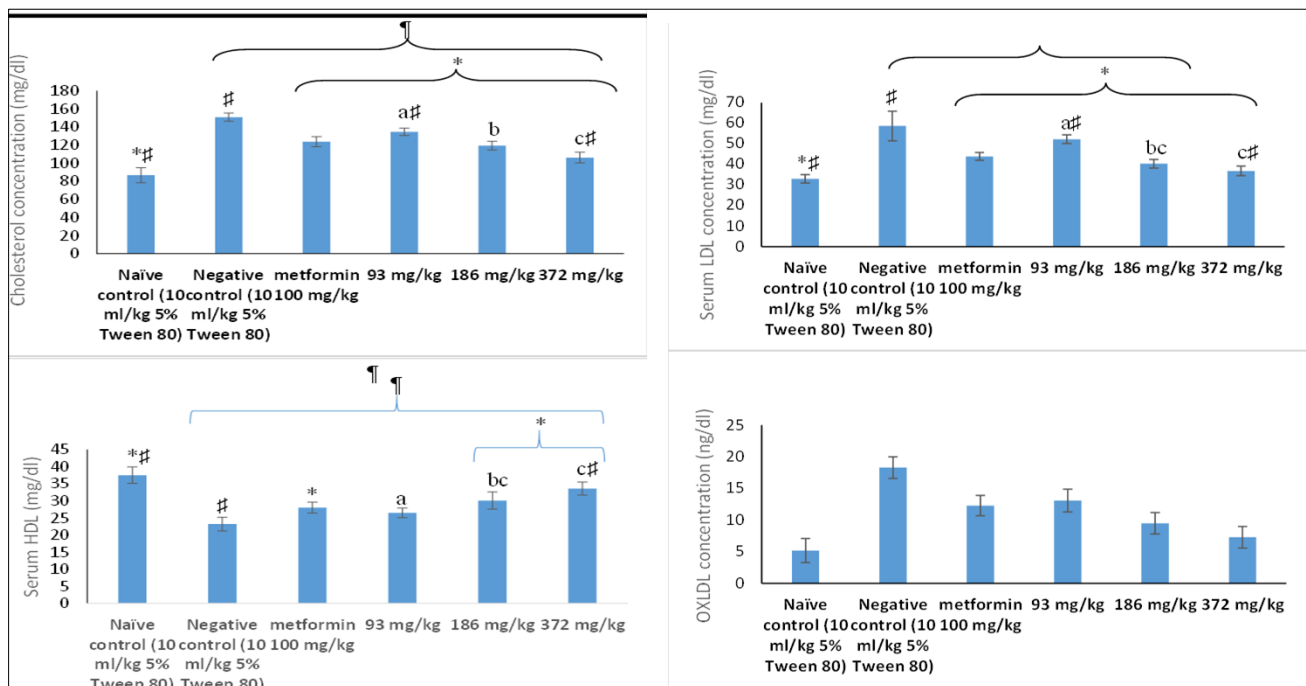 ¶
*
Cholesterol concentration (mg/dl)
180
160
140
120
100
80
60
40
20
0
*♯
♯
a♯
b
c♯
Naïve Negative metformin 93 mg/kg 186 mg/kg 372 mg/kg
control (10 control (10 100 mg/kg
ml/kg 5% ml/kg 5%
Tween 80) Tween 80)
*
Serum LDL concentration (mg/dl)
70
60
50
40
30
20
10
0
*♯
♯
a♯
bc
c♯
Naïve Negative metformin 93 mg/kg 186 mg/kg 372 mg/kg
control (10 control (10 100 mg/kg
ml/kg 5% ml/kg 5%
Tween 80) Tween 80)
¶
¶
*
Serum HDL (mg/dl)
45
40
35
30
25
20
15
10
5
0
*♯
♯
*
a
bc
c♯
Naïve Negative metformin 93 mg/kg 186 mg/kg 372 mg/kg
control (10 control (10 100 mg/kg
ml/kg 5% ml/kg 5%
Tween 80) Tween 80)
OXLDL concentration (ng/dl)
25
20
15
10
5
0
Naïve Negative metformin 93 mg/kg 186 mg/kg 372 mg/kg
control (10 control (10 100 mg/kg
ml/kg 5% ml/kg 5%
Tween 80) Tween 80)